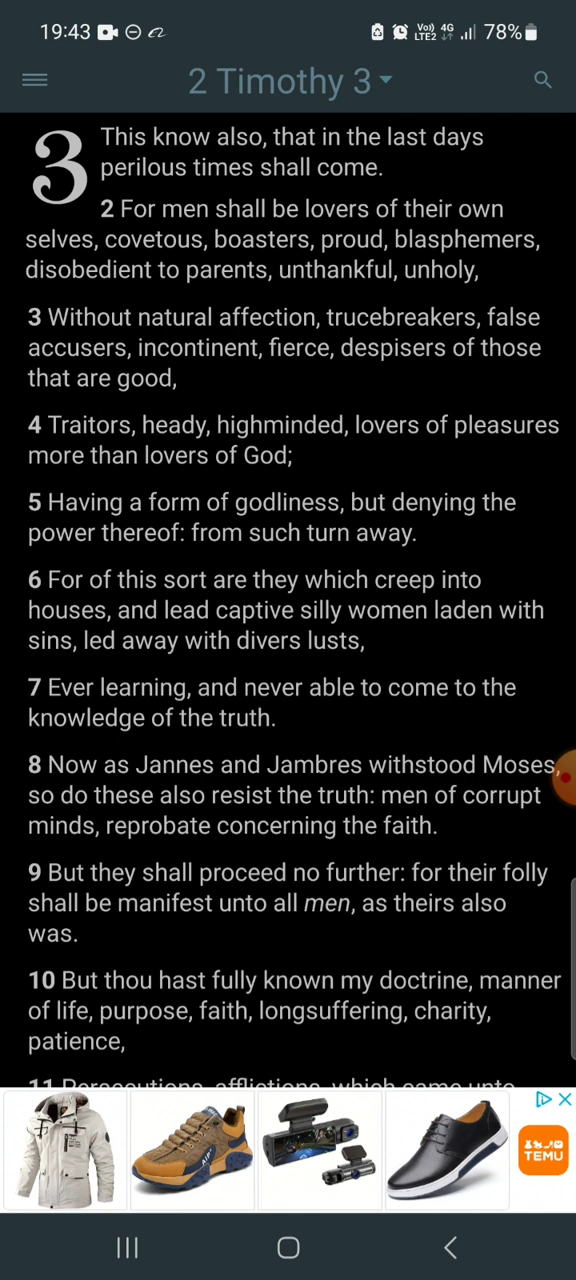 19:43
Vo)) LTE2 4G 78%
2 Timothy 3
3 This know also, that in the last days
perilous times shall come.
2 For men shall be lovers of their own
selves, covetous, boasters, proud, blasphemers,
disobedient to parents, unthankful, unholy,
3 Without natural affection, trucebreakers, false
accusers, incontinent, fierce, despisers of those
that are good,
4 Traitors, heady, highminded, lovers of pleasures
more than lovers of God;
5 Having a form of godliness, but denying the
power thereof: from such turn away.
6 For of this sort are they which creep into
houses, and lead captive silly women laden with
sins, led away with divers lusts,
7 Ever learning, and never able to come to the
knowledge of the truth.
8 Now as Jannes and Jambres withstood Moses,
so do these also resist the truth: men of corrupt
minds, reprobate concerning the faith.
9 But they shall proceed no further: for their folly
shall be manifest unto all men, as theirs also
was.
10 But thou hast fully known my doctrine, manner
of life, purpose, faith, longsuffering, charity,
patience,
11 Persecutions, afflictions, which came unto
TEMU